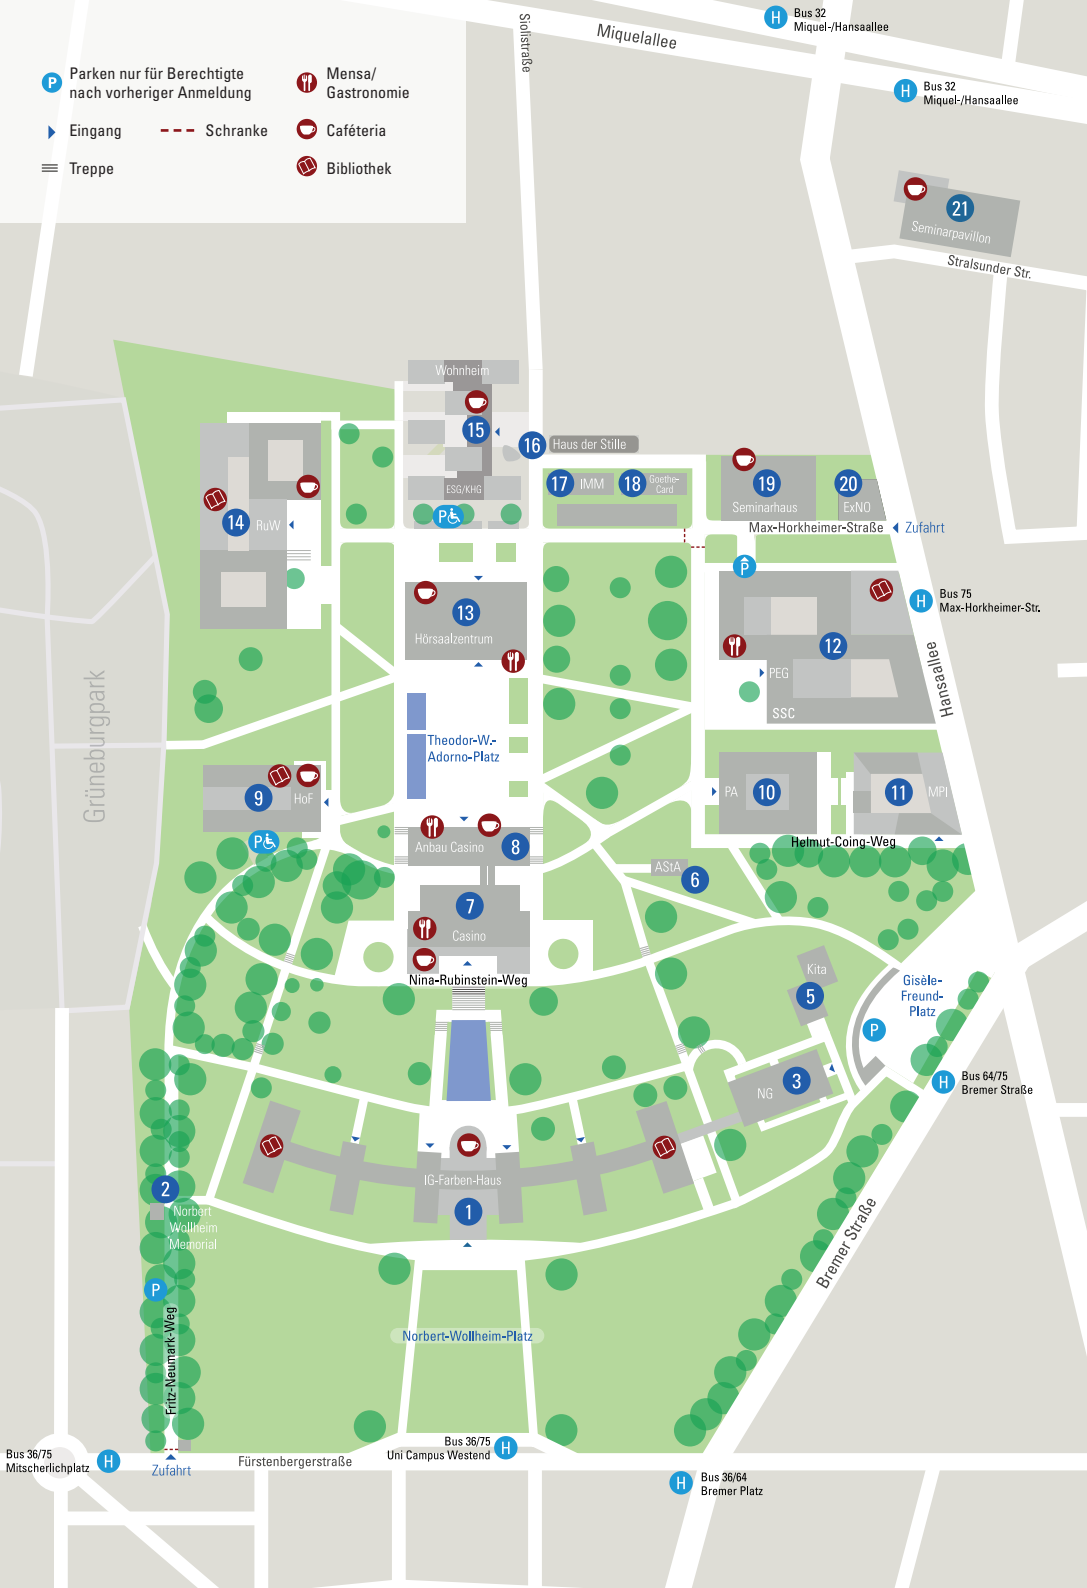 Bus 32
Miquel-/Hansaallee
Siolistraße
Miquelallee
P Parken nur für Berechtigte
nach vorheriger Anmeldung
Mensa/
Gastronomie
Eingang
Schranke
Caféteria
Treppe
Bibliothek
H
H
Bus 32
Miquel-/Hansaallee
21
Seminarpavillon
Stralsunder Str.
Wohnheim
15
16
Haus der Stille
ESG/KHG
P
17
IMM
18
Goethe-
Card
19
Seminarhaus
20
ExNO
Max-Horkheimer-Straße
Zufahrt
14
RuW
P
H
Bus 75
Max-Horkheimer-Str.
13
Hörsaalzentrum
12
PEG
SSC
Hansaallee
Grüneburgpark
Theodor-W.-
Adorno-Platz
9
HoF
P
10
PA
11
MPI
Helmut-Coing-Weg
Anbau Casino
8
AStA
6
7
Casino
Nina-Rubinstein-Weg
Kita
5
Gisèle-
Freund-
Platz
P
3
NG
H
Bus 64/75
Bremer Straße
IG-Farben-Haus
1
2
Norbert
Wollheim
Memorial
P
Fritz-Neumark-Weg
Bremer Straße
Norbert-Wollheim-Platz
Bus 36/75
Mitscherlichplatz
H
Zufahrt
Fürstenbergerstraße
Bus 36/75
Uni Campus Westend
H
H
Bus 36/64
Bremer Platz